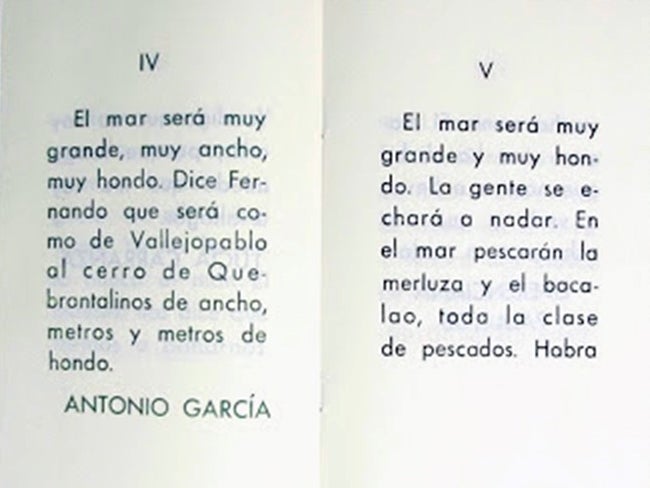 IV
El mar será muy
grande, muy ancho,
muy hondo. Dice Fer-
nando que será co-
mo de Vallejopablo
al cerro de Que-
brantalinos de ancho,
metros y metros de
hondo.
ANTONIO GARCÍA
V
El mar será muy
grande y muy hon-
do. La gente se e-
chará a nadar. En
el mar pescarán la
merluza y el baca-
lao, toda la clase
de pescados. Habra